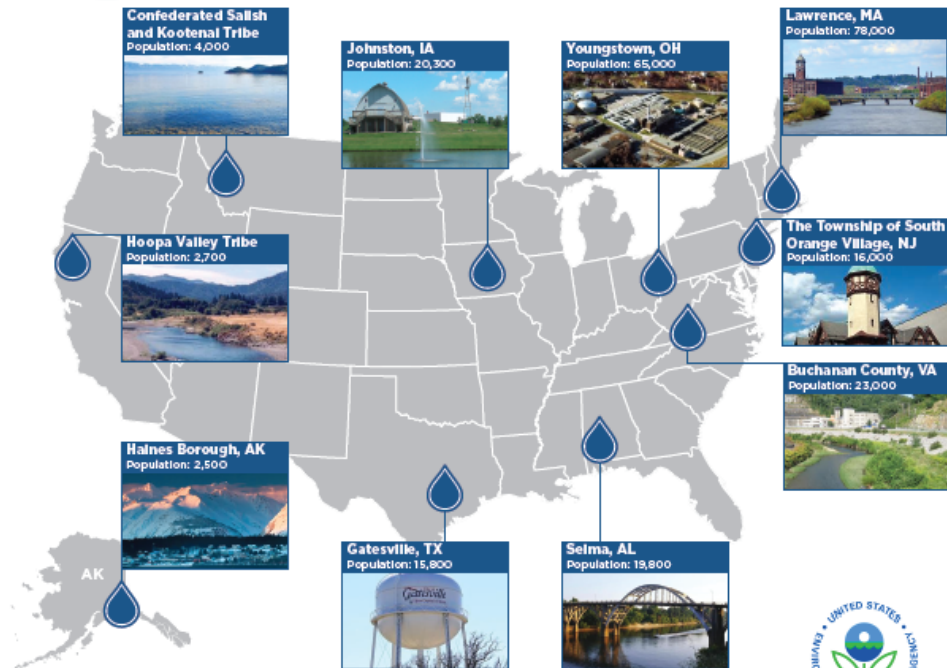 Confederated Salish
and Kootenai Tribe
Population: 4,000
Johnston, IA
Population: 20,300
Youngstown, OH
Population: 65,000
Lawrence, MA
Population: 78,000
Hoopa Valley Tribe
Population: 2,700
The Township of South
Orange Village, NJ
Population: 16,000
Buchanan County, VA
Population: 23,000
Haines Borough, AK
Population: 2,500
AK
Gatesville, TX
Population: 15,800
Gatesville
Selma, AL
Population: 19,800
UNITED STATES